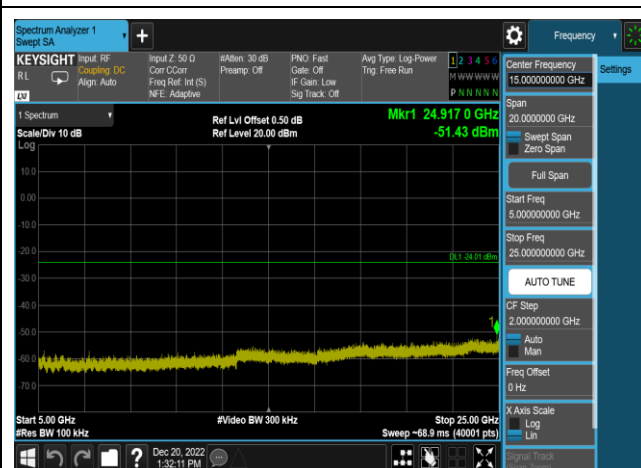 Spectrum Analyzer 1
Swept SA
Frequency
KEYSIGHT
RL
LXI
Input: RF
Coupling: DC
Align: Auto
Input Z: 50 Ω
Corr CCorr
Freq Ref: Int (S)
NFE: Adaptive
#Atten: 30 dB
Preamp: Off
PNO: Fast
Gate: Off
IF Gain: Low
Sig Track: Off
Avg Type: Log-Power
Trig: Free Run
1 2 3 4 5 6
M W W W W W
P N N N N N
1 Spectrum
Scale/Div 10 dB
Log
Ref Lvl Offset 0.50 dB
Ref Level 20.00 dBm
Mkr1 24.917 0 GHz
-51.43 dBm
10.0
0.00
-10.0
-20.0
DL1 -24.01 dBm
-30.0
-40.0
1
-50.0
-60.0
-70.0
Start 5.00 GHz
#Res BW 100 kHz
#Video BW 300 kHz
Stop 25.00 GHz
Sweep ~68.9 ms (40001 pts)
Dec 20, 2022
1:32:11 PM
Center Frequency
15.000000000 GHz
Settings
Span
20.0000000 GHz
Swept Span
Zero Span
Full Span
Start Freq
5.000000000 GHz
Stop Freq
25.000000000 GHz
AUTO TUNE
CF Step
2.000000000 GHz
Auto
Man
Freq Offset
0 Hz
X Axis Scale
Log
Lin
Signal Track